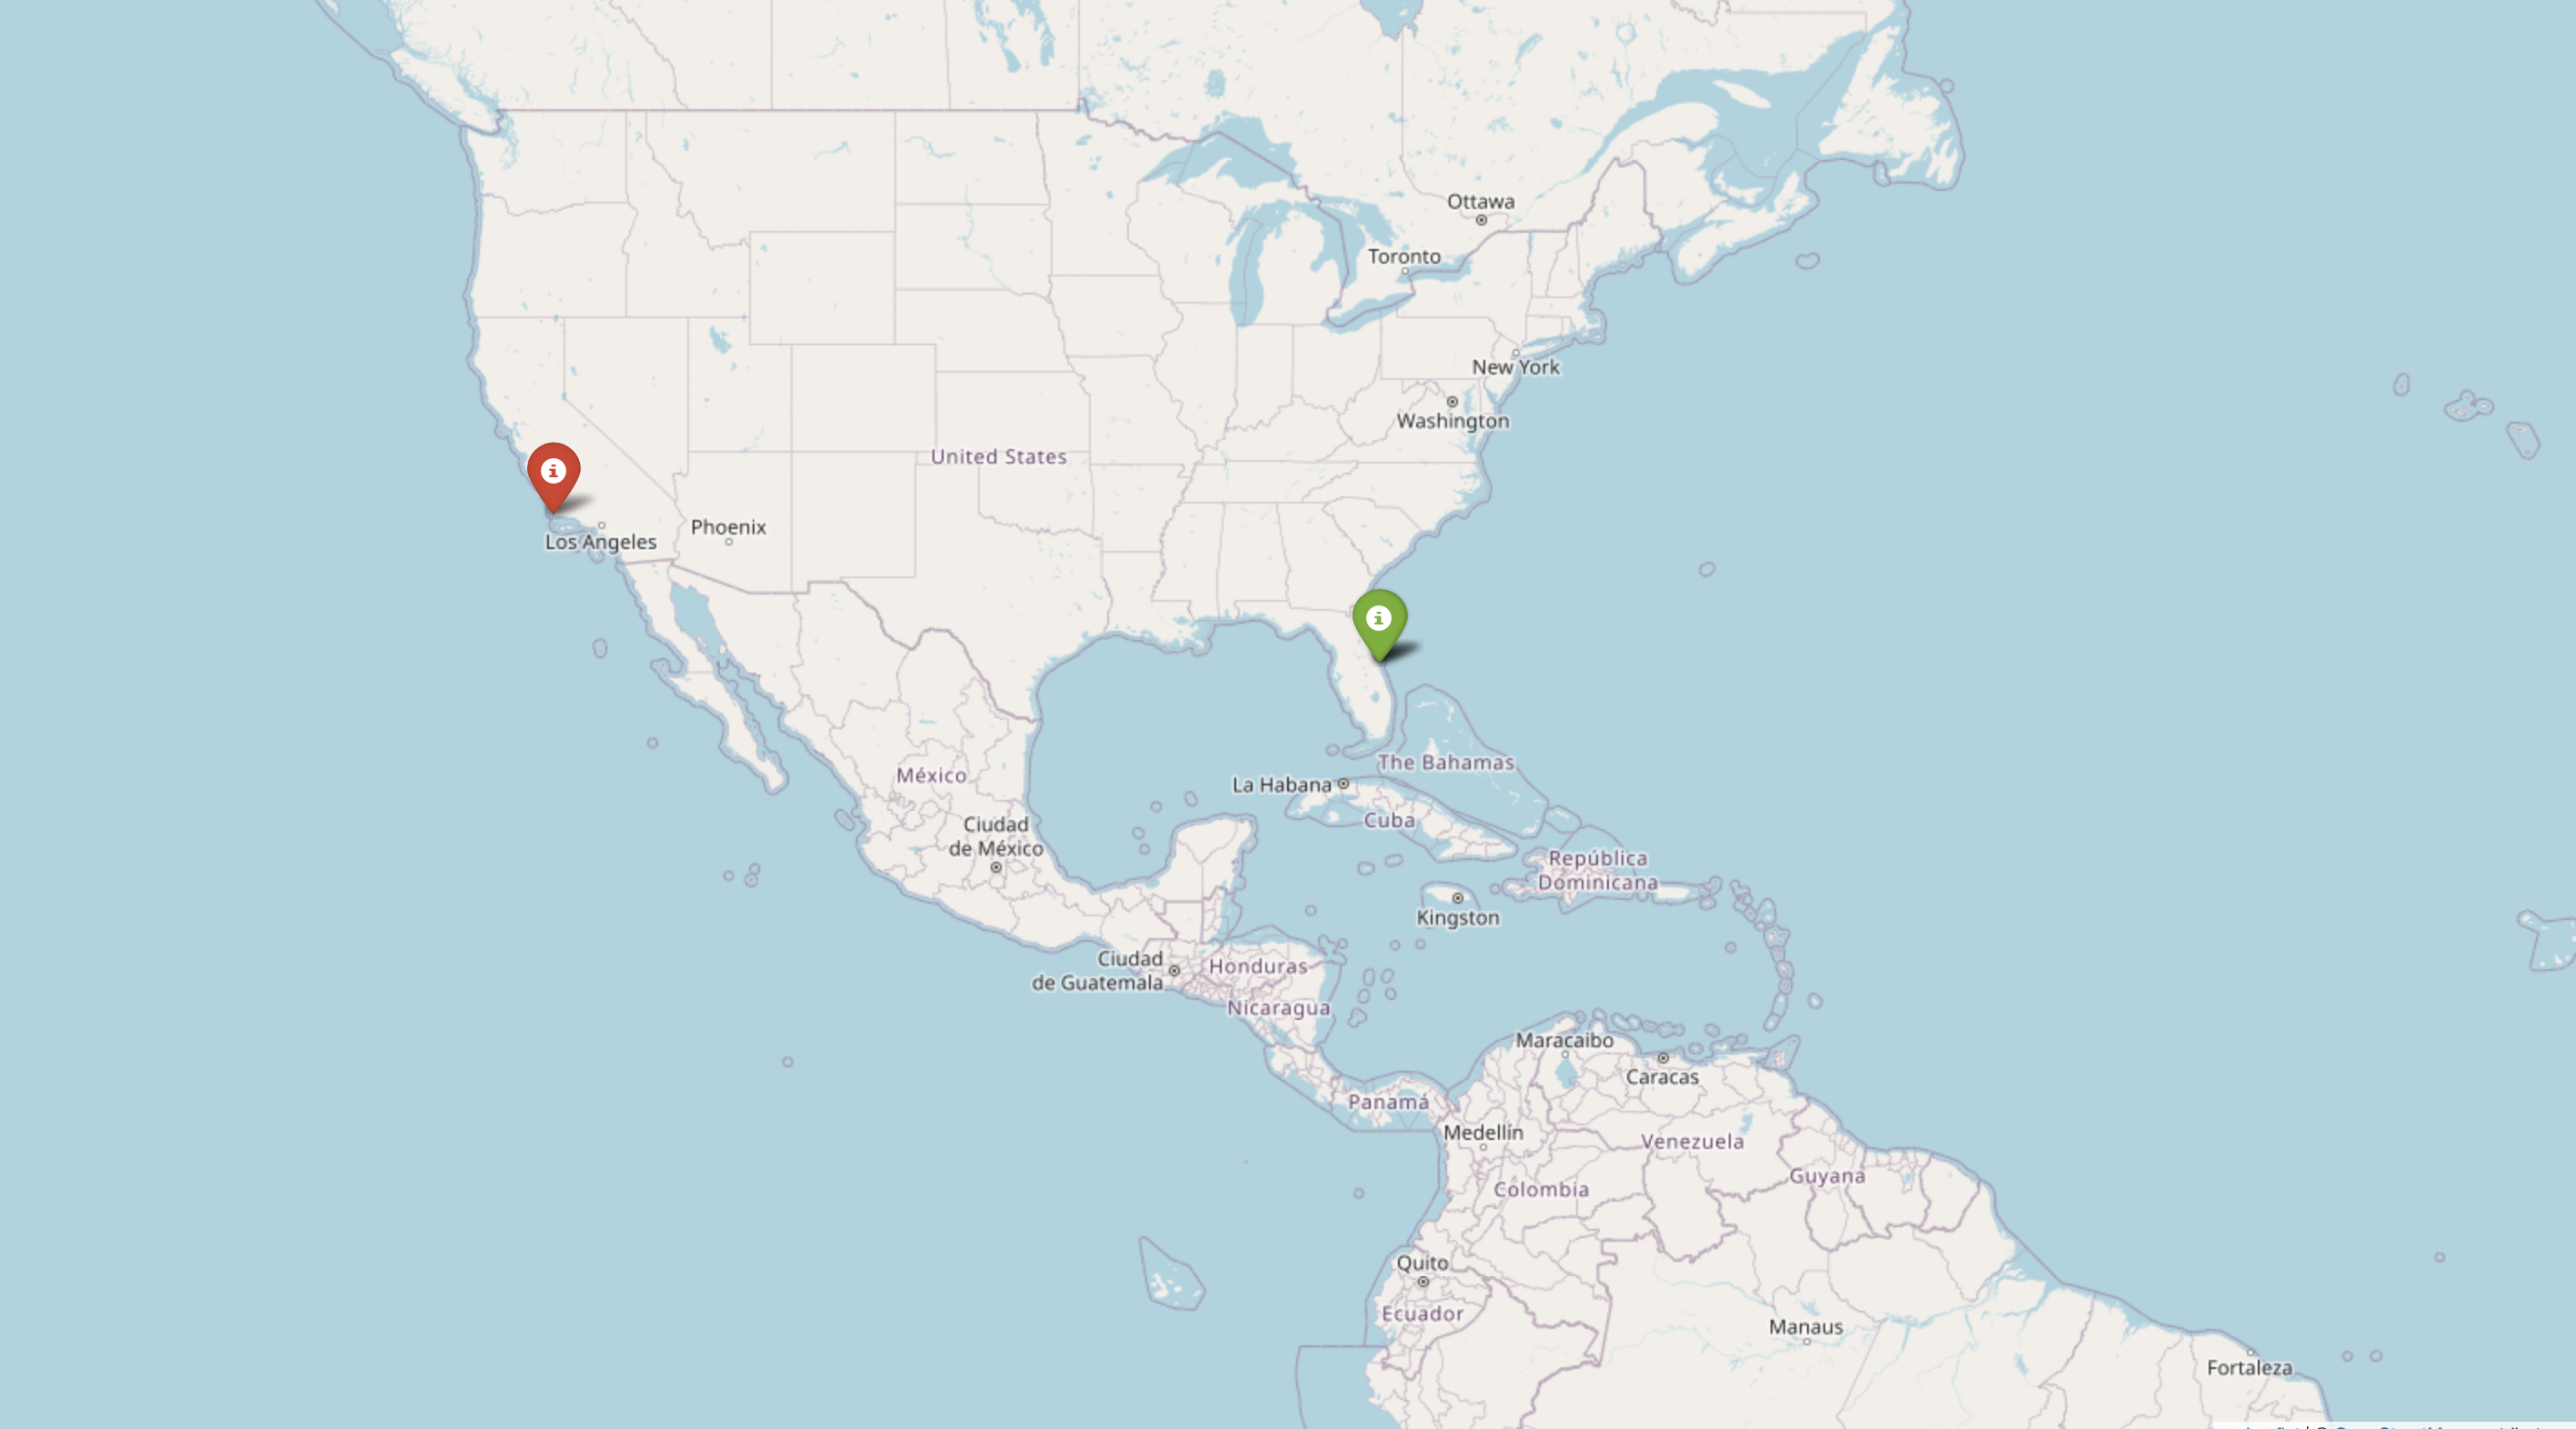 Ottawa
Toronto
New York
Washington
United States
Los Angeles
Phoenix
México
La Habana
The Bahamas
Cuba
Ciudad
de México
República
Dominicana
Kingston
Ciudad
de Guatemala
Honduras
Nicaragua
Maracaibo
Caracas
Panamá
Medellín
Venezuela
Guyana
Colombia
Quito
Ecuador
Manaus
Fortaleza